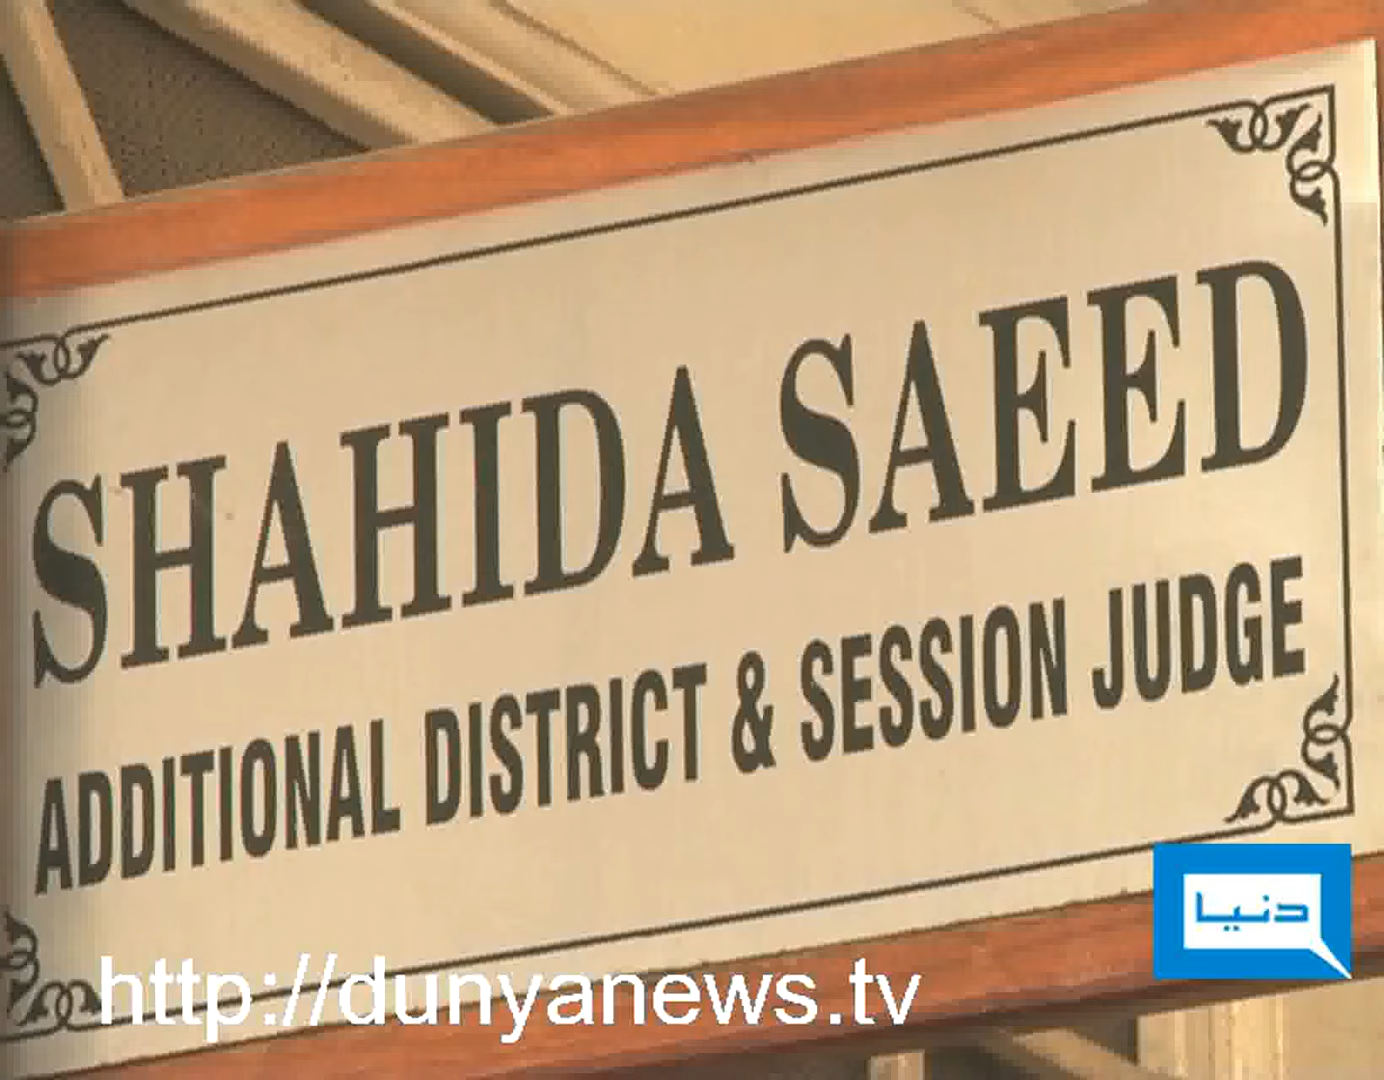 SHAHIDA SAEED
ADDITIONAL DISTRICT & SESSION JUDGE
دنیا
http://dunyanews.tv